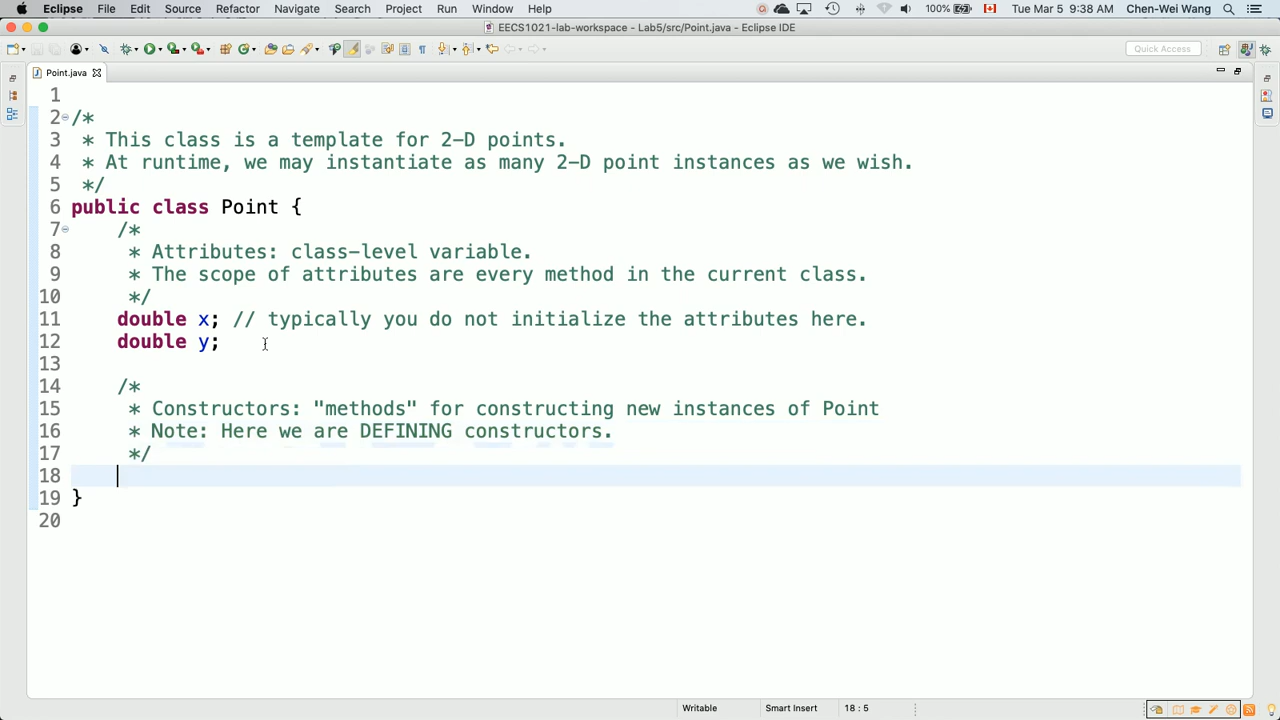 Eclipse File Edit Source Refactor Navigate Search Project Run Window Help 100% Tue Mar 5 9:38 AM Chen-Wei Wang
EECS1021-lab-workspace - Lab5/src/Point.java - Eclipse IDE
Quick Access
Point.java
1
2 /*
3 * This class is a template for 2-D points.
4 * At runtime, we may instantiate as many 2-D point instances as we wish.
5 */
6 public class Point {
7 /*
8 * Attributes: class-level variable.
9 * The scope of attributes are every method in the current class.
10 */
11 double x; // typically you do not initialize the attributes here.
12 double y;
13
14 /*
15 * Constructors: "methods" for constructing new instances of Point
16 * Note: Here we are DEFINING constructors.
17 */
18
19 }
20
Writable Smart Insert 18 : 5